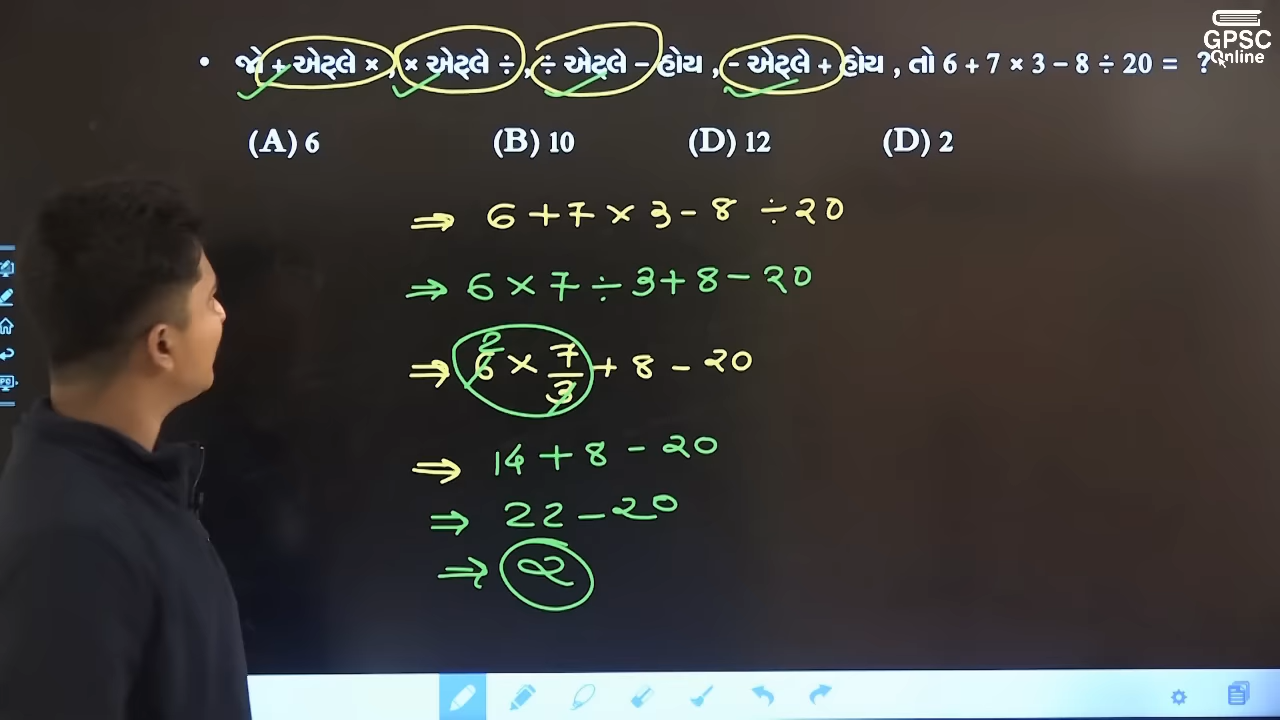 GPSC
Online
• જો + એટલે × , × એટલે ÷ , ÷ એટલે − હોય , - એટલે + હોય , તો 6 + 7 × 3 − 8 ÷ 20 = ?
(A) 6 (B) 10 (D) 12 (D) 2
⇒ 6 + 7 × 3 - 8 ÷ 20
⇒ 6 × 7 ÷ 3 + 8 - 20
⇒ 6 2 × 7/3 + 8 - 20
⇒ 14 + 8 - 20
⇒ 22 - 20
⇒ 2